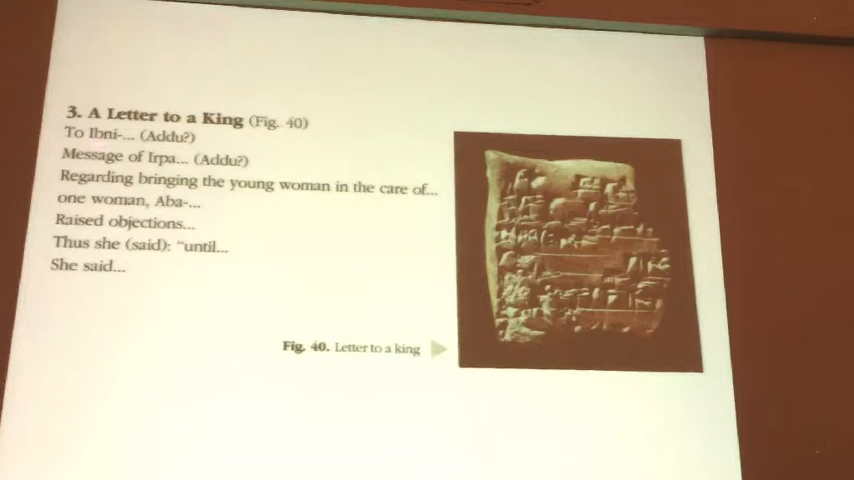 3. A Letter to a King (Fig. 40)
To Ibni-... (Addu?)
Message of Irpa... (Addu?)
Regarding bringing the young woman in the care of...
one woman, Aba-...
Raised objections...
Thus she (said): "until...
She said...
Fig. 40. Letter to a king